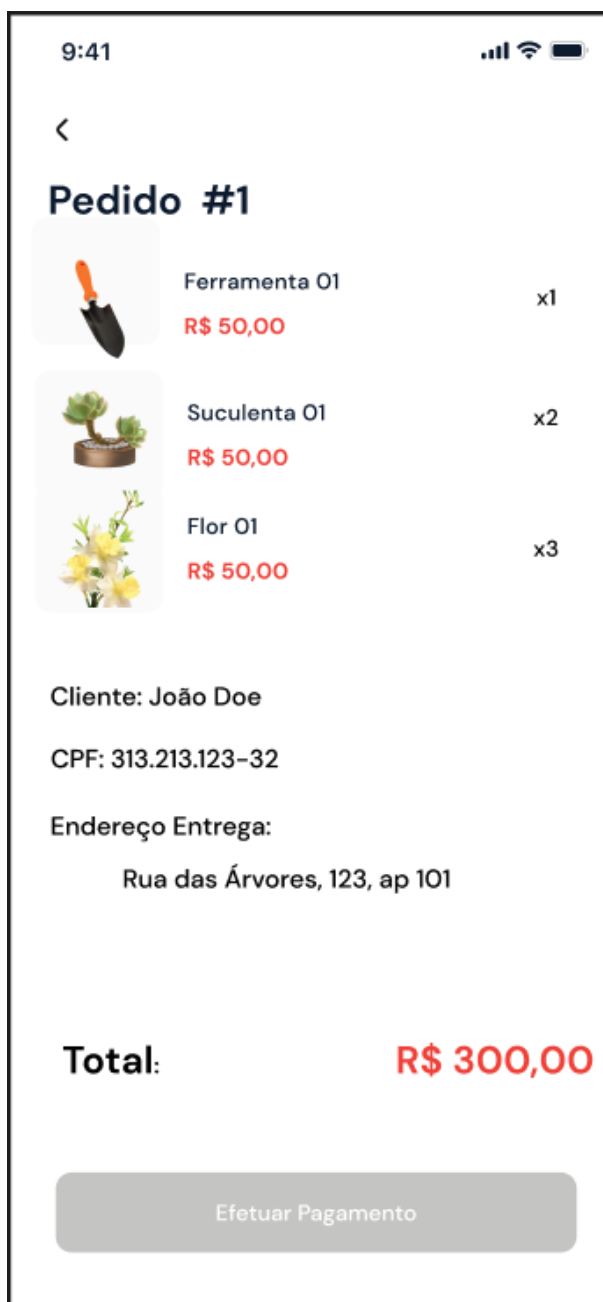 9:41
Pedido #1
Ferramenta 01
x1
R$ 50,00
Suculenta 01
x2
R$ 50,00
Flor 01
x3
R$ 50,00
Cliente: João Doe
CPF: 313.213.123-32
Endereço Entrega:
Rua das Árvores, 123, ap 101
Total: R$ 300,00
Efetuar Pagamento